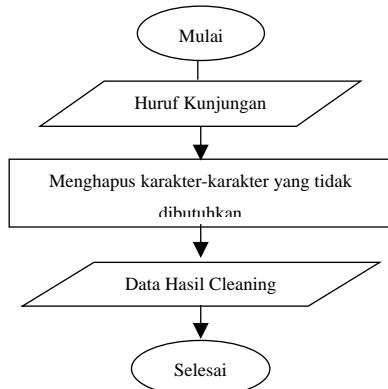 Mulai
Huruf Kunjungan
Menghapus karakter-karakter yang tidak
dibutuhkan
Data Hasil Cleaning
Selesai